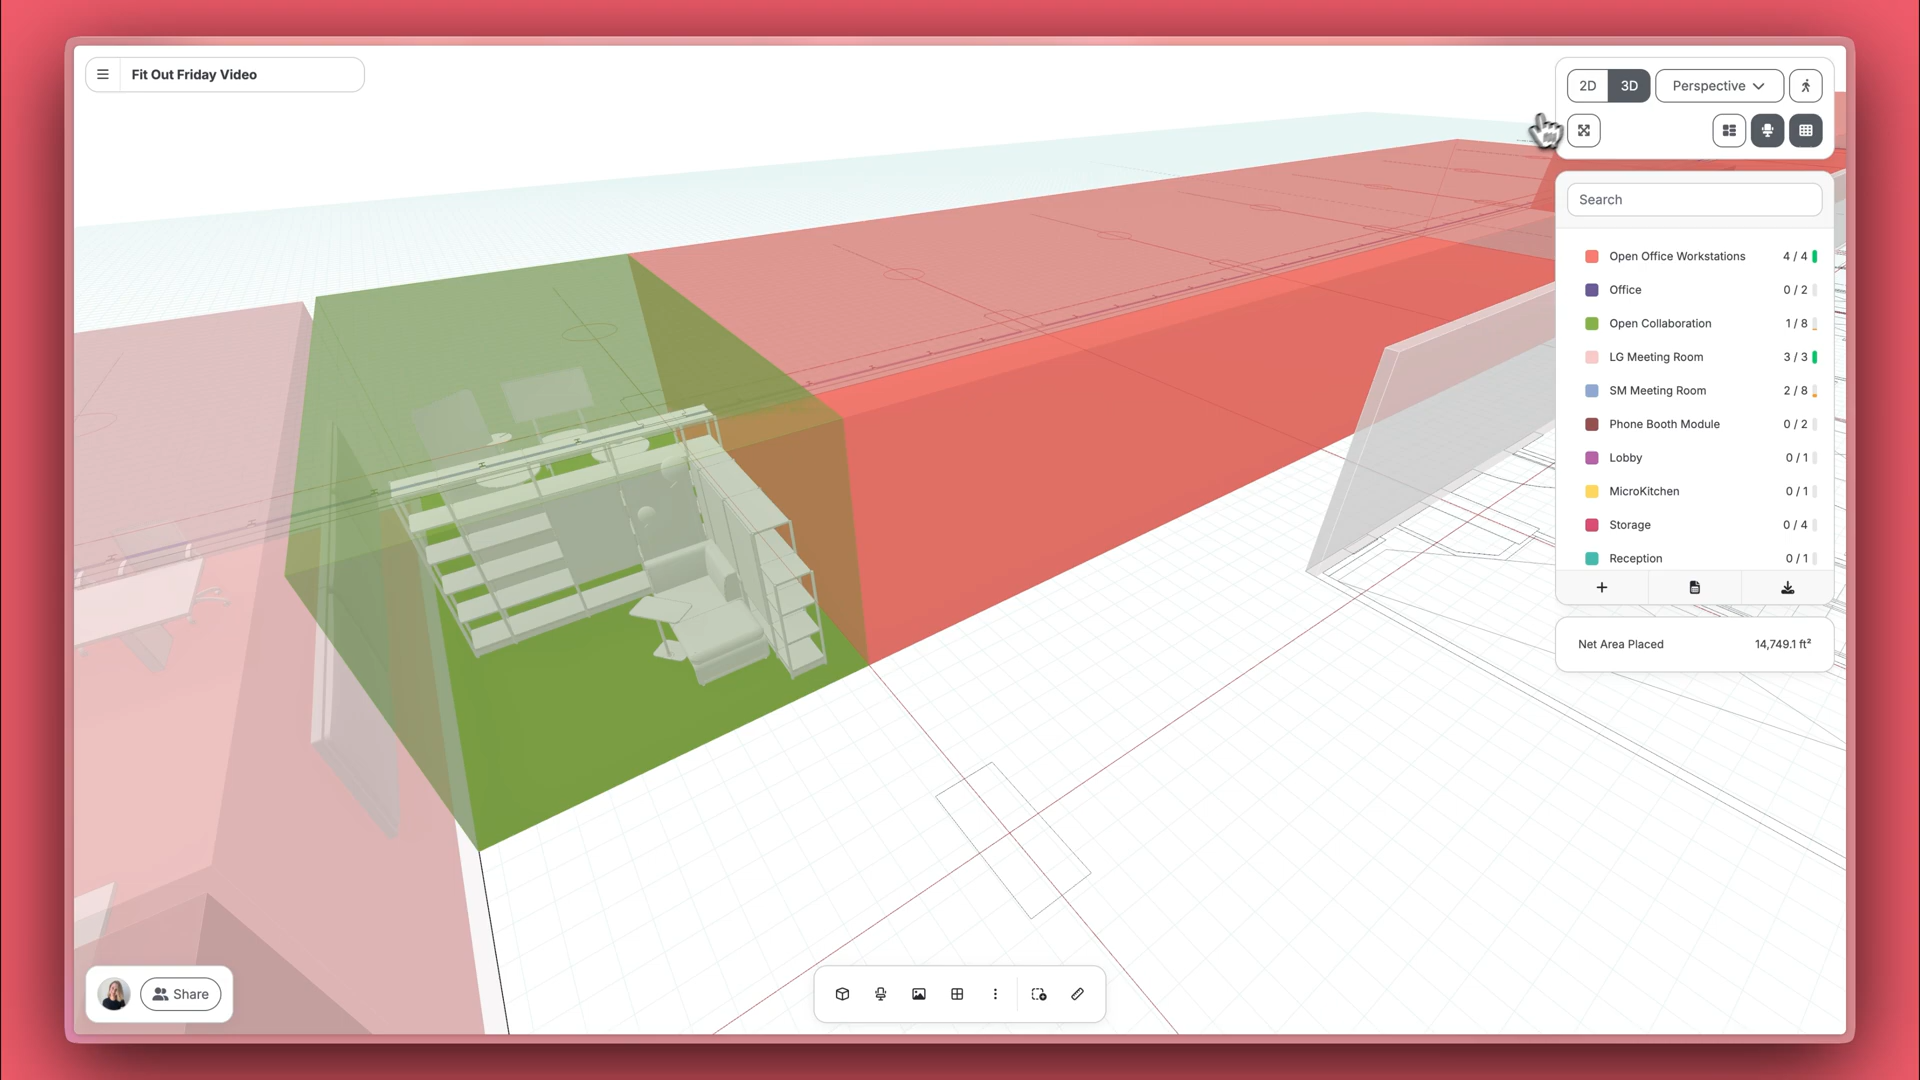 Fit Out Friday Video
2D 3D Perspective
Search
Open Office Workstations 4 / 4
Office 0 / 2
Open Collaboration 1 / 8
LG Meeting Room 3 / 3
SM Meeting Room 2 / 8
Phone Booth Module 0 / 2
Lobby 0 / 1
MicroKitchen 0 / 1
Storage 0 / 4
Reception 0 / 1
Net Area Placed 14,749.1 ft²
Share